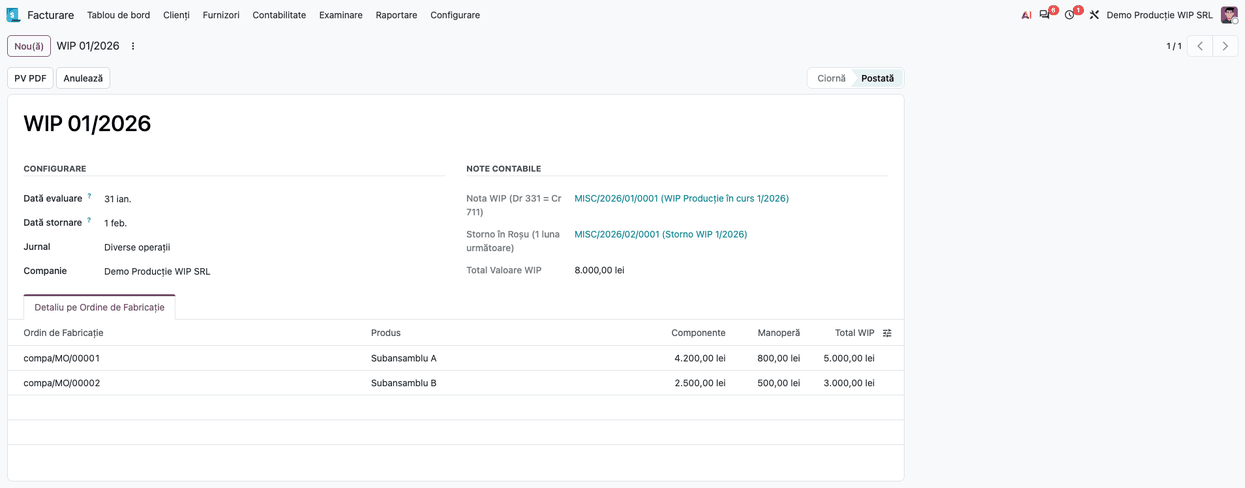 Facturare Tablou de bord Clienți Furnizori Contabilitate Examinare Raportare Configurare AI 6 1 Demo Producție WIP SRL
Nou(ă) WIP 01/2026 1 / 1
PV PDF Anulează Ciornă Postată
WIP 01/2026
CONFIGURARE
Dată evaluare ? 31 ian.
Dată stornare ? 1 feb.
Jurnal Diverse operații
Companie Demo Producție WIP SRL
NOTE CONTABILE
Nota WIP (Dr 331 = Cr 711) MISC/2026/01/0001 (WIP Producție în curs 1/2026)
Storno în Roșu (1 luna următoare) MISC/2026/02/0001 (Storno WIP 1/2026)
Total Valoare WIP 8.000,00 lei
Detaliu pe Ordine de Fabricație
Ordin de Fabricație Produs Componente Manoperă Total WIP
compa/MO/00001 Subansamblu A 4.200,00 lei 800,00 lei 5.000,00 lei
compa/MO/00002 Subansamblu B 2.500,00 lei 500,00 lei 3.000,00 lei